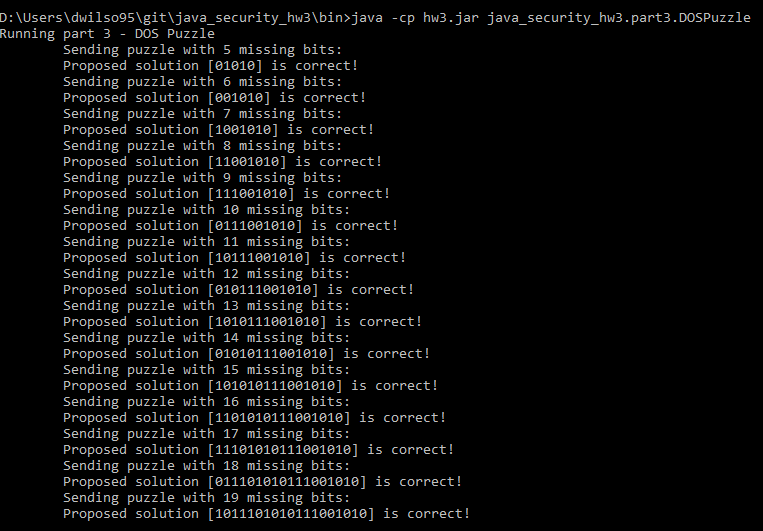 D:\Users\dwilso95\git\java_security_hw3\bin>java -cp hw3.jar java_security_hw3.part3.DOSPuzzle
Running part 3 - DOS Puzzle
Sending puzzle with 5 missing bits:
Proposed solution [01010] is correct!
Sending puzzle with 6 missing bits:
Proposed solution [001010] is correct!
Sending puzzle with 7 missing bits:
Proposed solution [1001010] is correct!
Sending puzzle with 8 missing bits:
Proposed solution [11001010] is correct!
Sending puzzle with 9 missing bits:
Proposed solution [111001010] is correct!
Sending puzzle with 10 missing bits:
Proposed solution [0111001010] is correct!
Sending puzzle with 11 missing bits:
Proposed solution [10111001010] is correct!
Sending puzzle with 12 missing bits:
Proposed solution [010111001010] is correct!
Sending puzzle with 13 missing bits:
Proposed solution [1010111001010] is correct!
Sending puzzle with 14 missing bits:
Proposed solution [01010111001010] is correct!
Sending puzzle with 15 missing bits:
Proposed solution [101010111001010] is correct!
Sending puzzle with 16 missing bits:
Proposed solution [1101010111001010] is correct!
Sending puzzle with 17 missing bits:
Proposed solution [11101010111001010] is correct!
Sending puzzle with 18 missing bits:
Proposed solution [011101010111001010] is correct!
Sending puzzle with 19 missing bits:
Proposed solution [1011101010111001010] is correct!